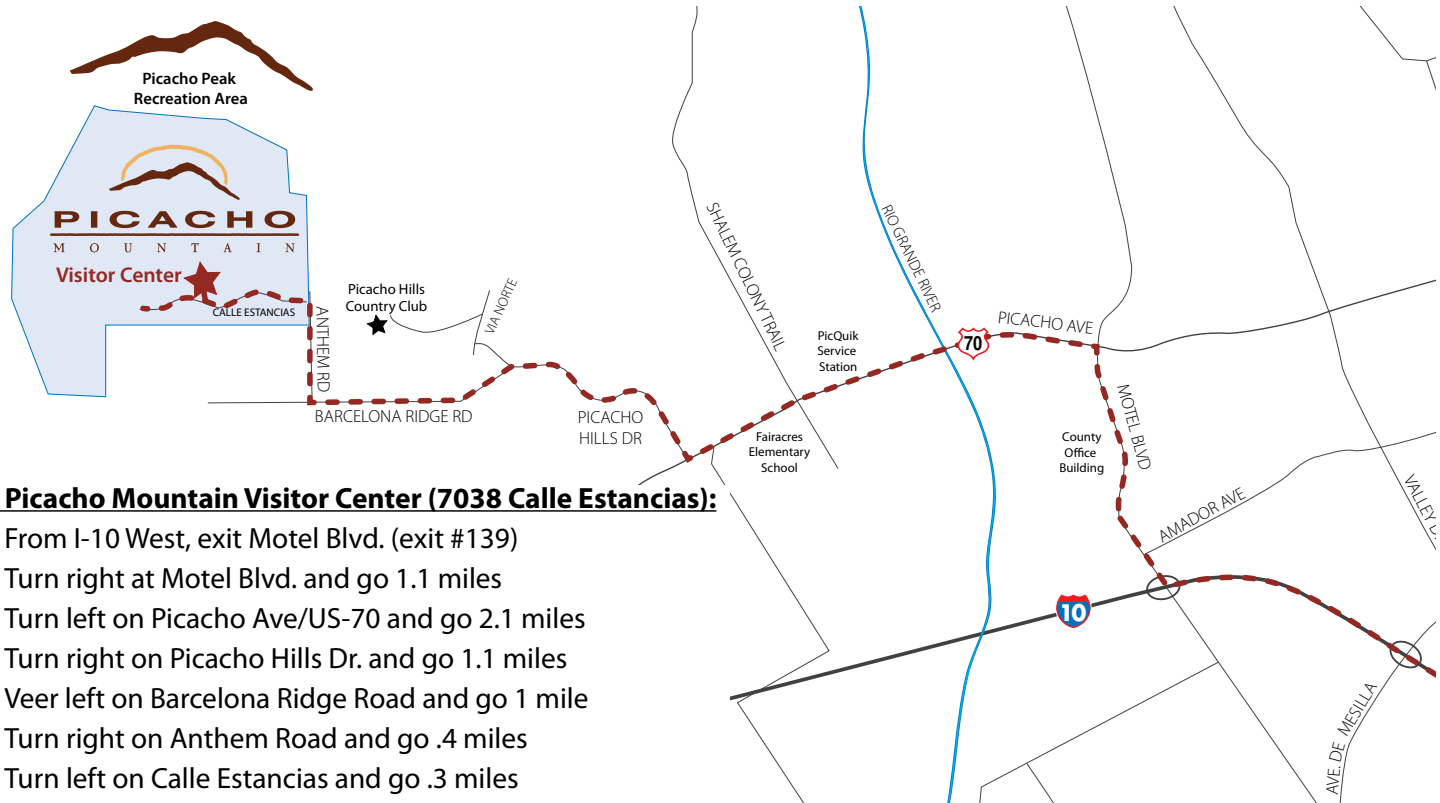 Picacho Peak
Recreation Area
PICACHO
MOUNTAIN
Visitor Center
CALLE ESTANCIAS
ANTHEM RD
Picacho Hills
Country Club
VIA NORTE
BARCELONA RIDGE RD
PICACHO
HILLS DR
SHALEM COLONY TRAIL
PicQuik
Service
Station
Fairacres
Elementary
School
RIO GRANDE RIVER
70
PICACHO AVE
MOTEL BLVD
County
Office
Building
AMADOR AVE
VALLEY D
10
AVE. DE MESILLA
Picacho Mountain Visitor Center (7038 Calle Estancias):
From I-10 West, exit Motel Blvd. (exit #139)
Turn right at Motel Blvd. and go 1.1 miles
Turn left on Picacho Ave/US-70 and go 2.1 miles
Turn right on Picacho Hills Dr. and go 1.1 miles
Veer left on Barcelona Ridge Road and go 1 mile
Turn right on Anthem Road and go .4 miles
Turn left on Calle Estancias and go .3 miles